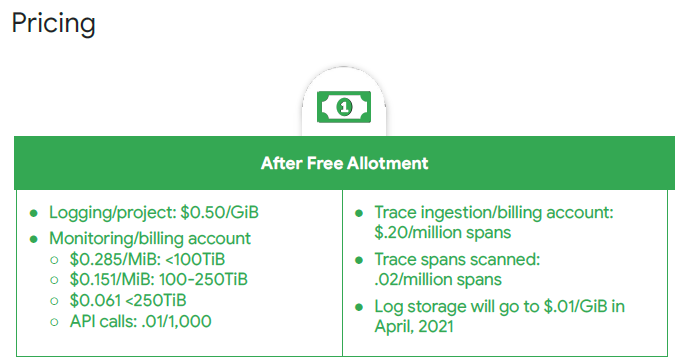 Pricing
1
After Free Allotment
• Logging/project: $0.50/GiB
• Monitoring/billing account
○ $0.285/MiB: <100TiB
○ $0.151/MiB: 100-250TiB
○ $0.061 <250TiB
○ API calls: .01/1,000
• Trace ingestion/billing account:
$.20/million spans
• Trace spans scanned:
.02/million spans
• Log storage will go to $.01/GiB in
April, 2021